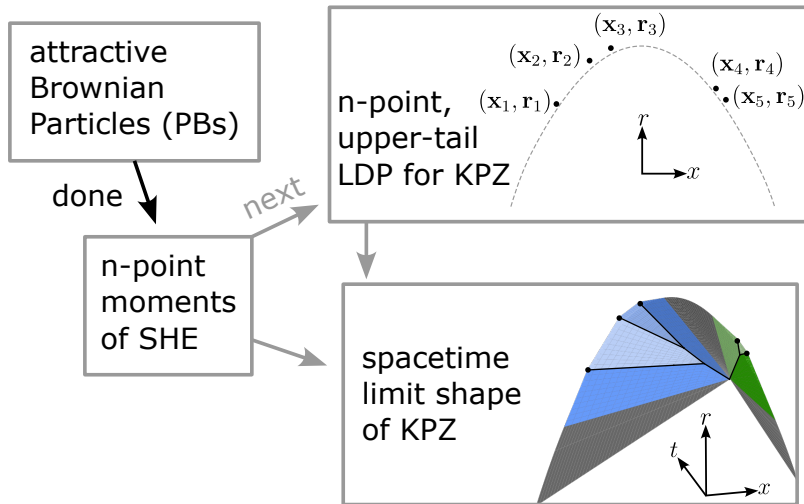 attractive
Brownian
Particles (PBs)
done
next
n-point
moments
of SHE
n-point,
upper-tail
LDP for KPZ
(x₁, r₁)
(x₂, r₂)
(x₃, r₃)
(x₄, r₄)
(x₅, r₅)
r
x
spacetime
limit shape
of KPZ
t
r
x